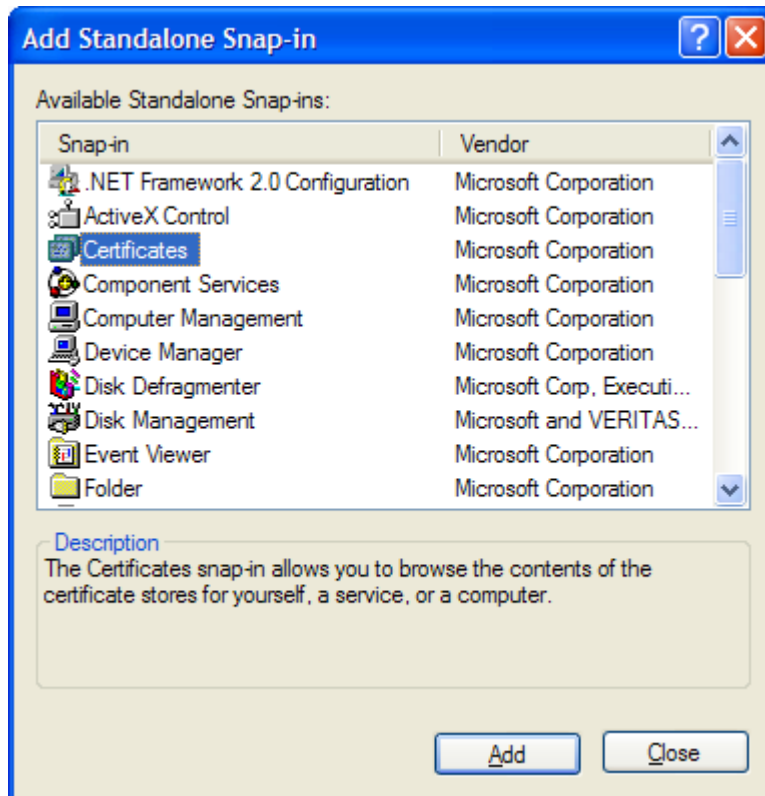 Add Standalone Snap-in
Available Standalone Snap-ins:
Snap-in Vendor
.NET Framework 2.0 Configuration Microsoft Corporation
ActiveX Control Microsoft Corporation
Certificates Microsoft Corporation
Component Services Microsoft Corporation
Computer Management Microsoft Corporation
Device Manager Microsoft Corporation
Disk Defragmenter Microsoft Corp, Executi...
Disk Management Microsoft and VERITAS...
Event Viewer Microsoft Corporation
Folder Microsoft Corporation
Description
The Certificates snap-in allows you to browse the contents of the
certificate stores for yourself, a service, or a computer.
Add Close